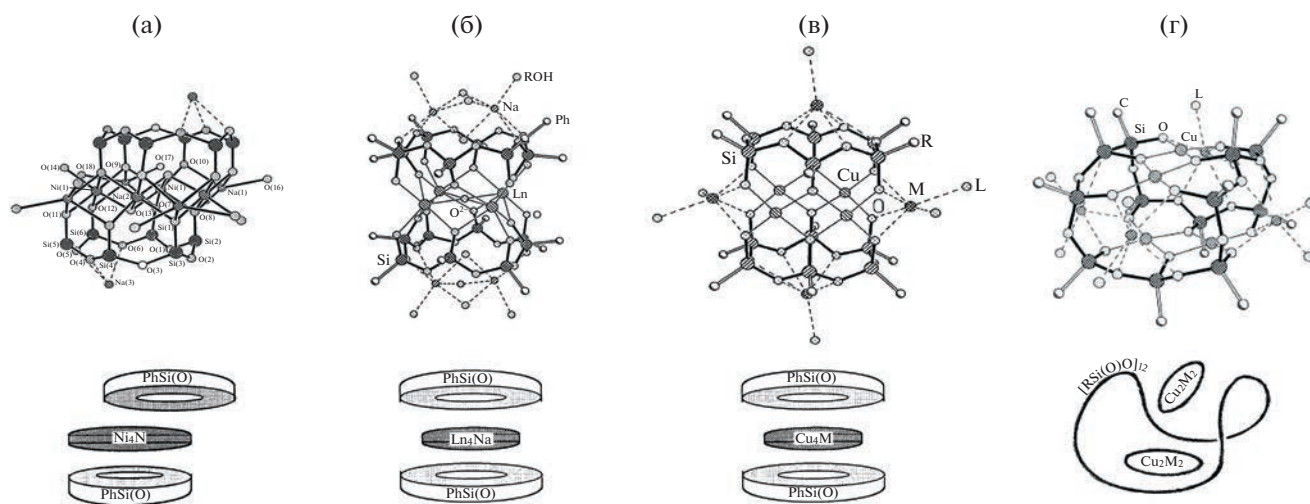 (а)
(б)
(в)
(г)
O(14)
O(18)
O(9)
O(17)
O(10)
Ni(1)
Na(2)
Ni(1)
O(7)
Na(1)
O(16)
O(11)
O(12)
O(13)
O(8)
Si(6)
Si(1)
Si(2)
Si(5)
O(5)
O(4)
Si(4)
O(6)
O(3)
O(1)
Si(3)
O(2)
Na(3)
ROH
Na
Ph
Ln
O²⁻
Si
Si
R
Cu
M
L
O
C
Si
O
Cu
L
PhSi(O)
Ni₄N
PhSi(O)
PhSi(O)
Ln₄Na
PhSi(O)
PhSi(O)
Cu₄M
PhSi(O)
[RSi(O)O]₁₂
Cu₂M₂
Cu₂M₂